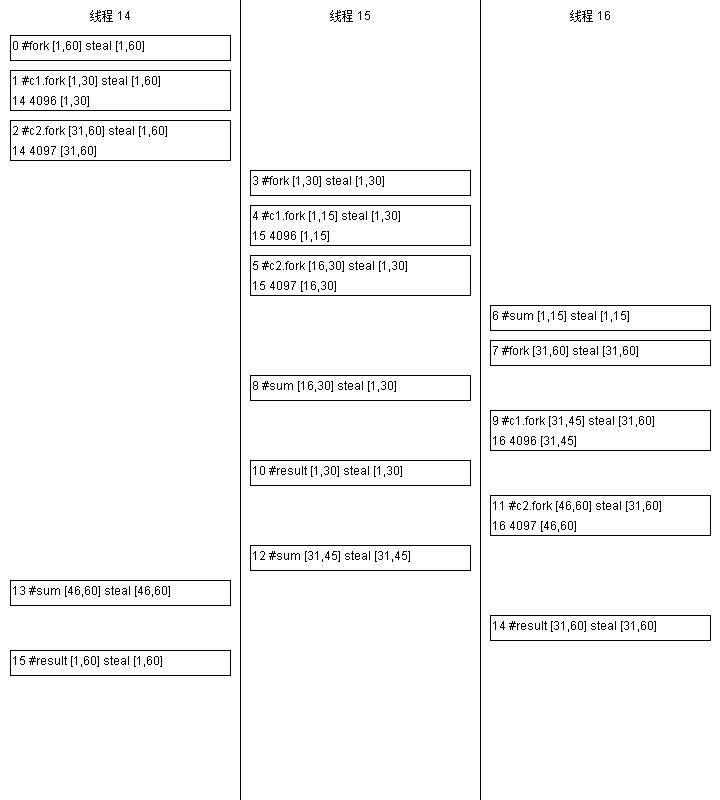 线程 14
线程 15
线程 16
0 #fork [1,60] steal [1,60]
1 #c1.fork [1,30] steal [1,60]
14 4096 [1,30]
2 #c2.fork [31,60] steal [1,60]
14 4097 [31,60]
3 #fork [1,30] steal [1,30]
4 #c1.fork [1,15] steal [1,30]
15 4096 [1,15]
5 #c2.fork [16,30] steal [1,30]
15 4097 [16,30]
6 #sum [1,15] steal [1,15]
7 #fork [31,60] steal [31,60]
8 #sum [16,30] steal [1,30]
9 #c1.fork [31,45] steal [31,60]
16 4096 [31,45]
10 #result [1,30] steal [1,30]
11 #c2.fork [46,60] steal [31,60]
16 4097 [46,60]
12 #sum [31,45] steal [31,45]
13 #sum [46,60] steal [46,60]
14 #result [31,60] steal [31,60]
15 #result [1,60] steal [1,60]